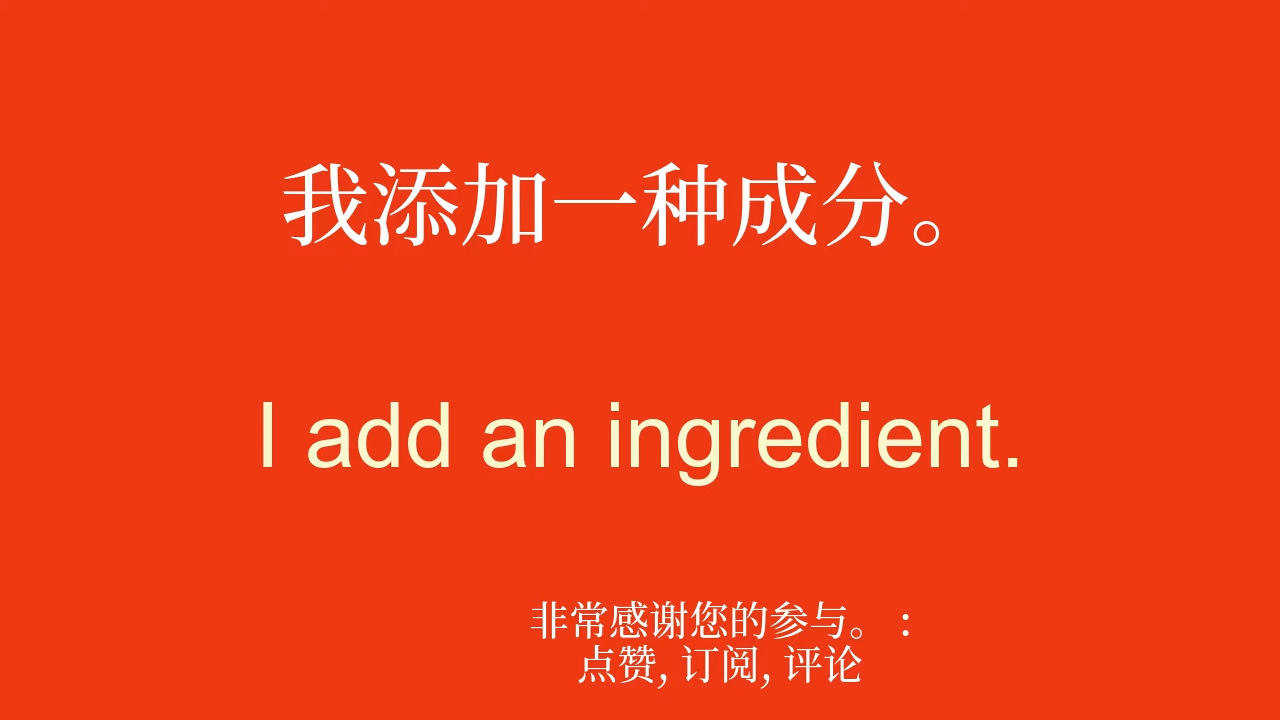 我添加一种成分。
I add an ingredient.
非常感谢您的参与。 :
点赞, 订阅, 评论